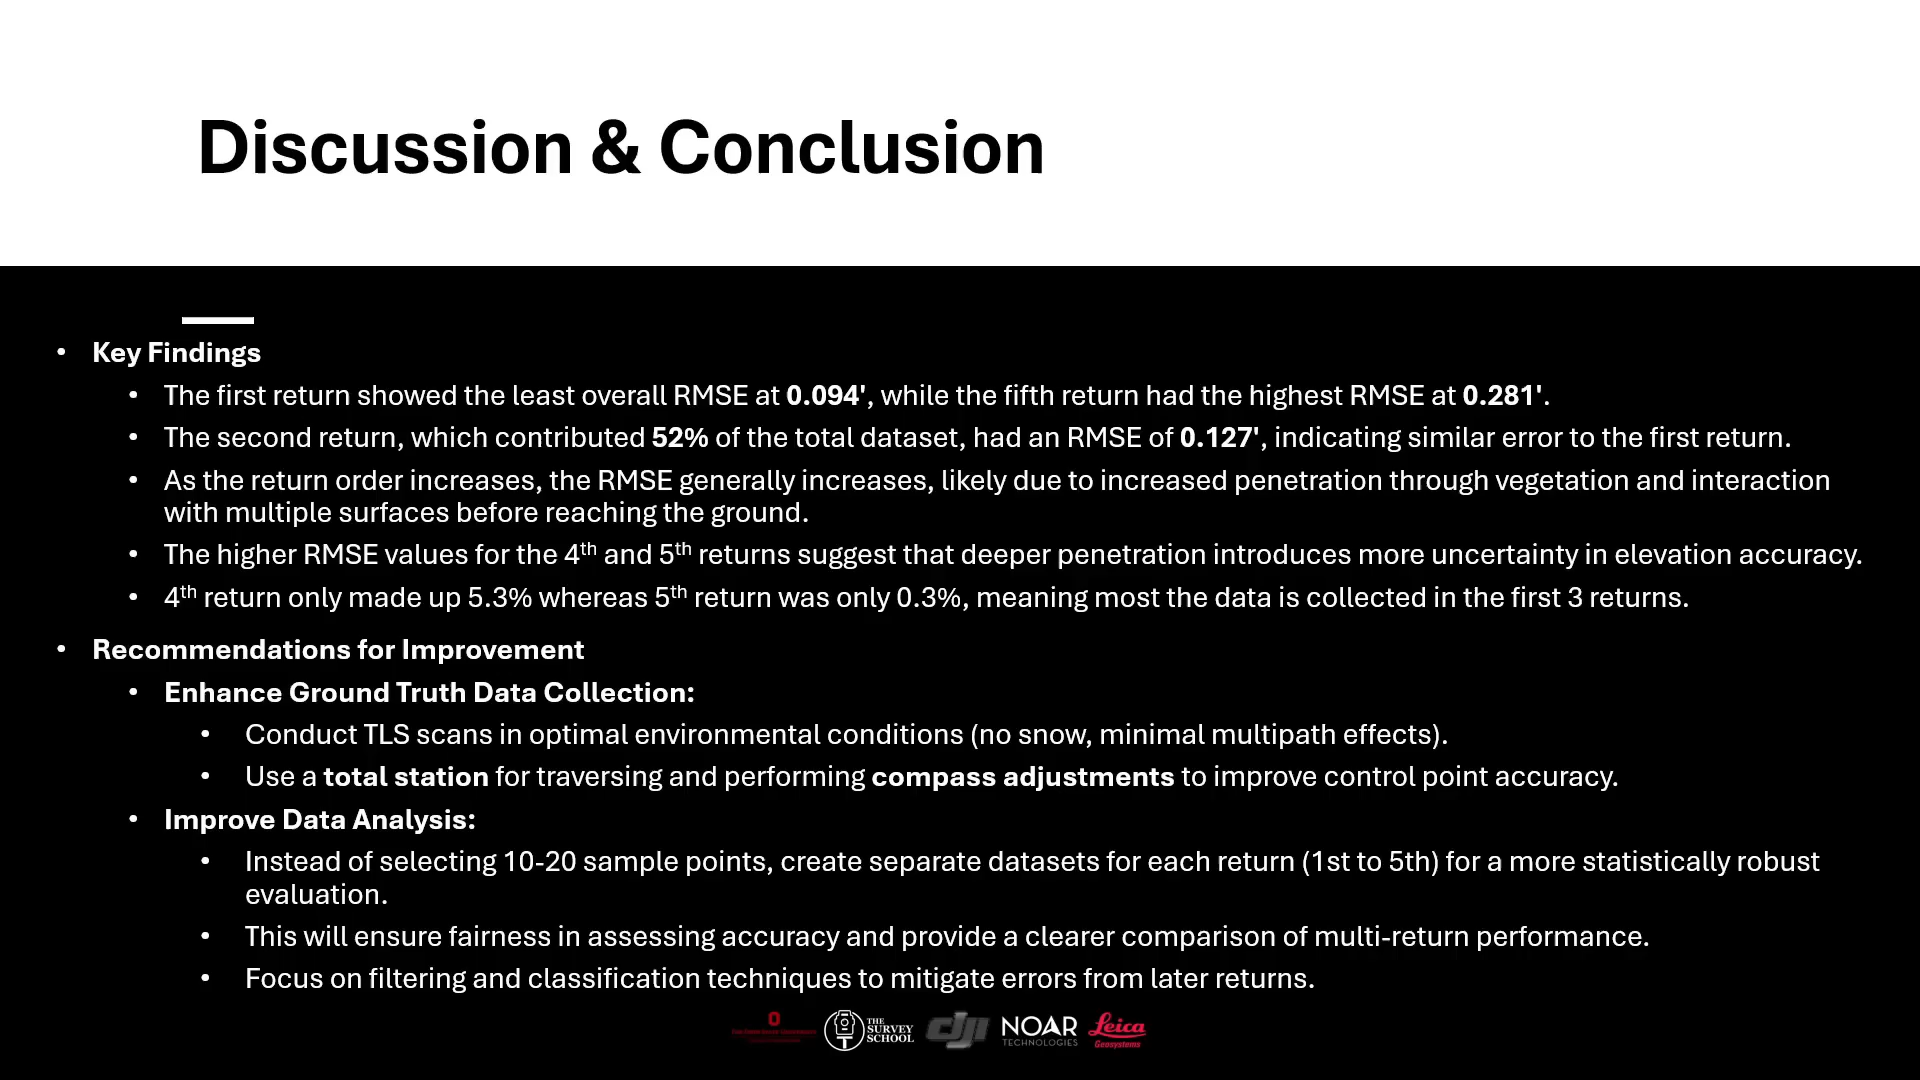 Discussion & Conclusion
• Key Findings
• The first return showed the least overall RMSE at 0.094', while the fifth return had the highest RMSE at 0.281'.
• The second return, which contributed 52% of the total dataset, had an RMSE of 0.127', indicating similar error to the first return.
• As the return order increases, the RMSE generally increases, likely due to increased penetration through vegetation and interaction
with multiple surfaces before reaching the ground.
• The higher RMSE values for the 4th and 5th returns suggest that deeper penetration introduces more uncertainty in elevation accuracy.
• 4th return only made up 5.3% whereas 5th return was only 0.3%, meaning most the data is collected in the first 3 returns.
• Recommendations for Improvement
• Enhance Ground Truth Data Collection:
• Conduct TLS scans in optimal environmental conditions (no snow, minimal multipath effects).
• Use a total station for traversing and performing compass adjustments to improve control point accuracy.
• Improve Data Analysis:
• Instead of selecting 10-20 sample points, create separate datasets for each return (1st to 5th) for a more statistically robust
evaluation.
• This will ensure fairness in assessing accuracy and provide a clearer comparison of multi-return performance.
• Focus on filtering and classification techniques to mitigate errors from later returns.
THE
SURVEY
SCHOOL
dji
NOAR
TECHNOLOGIES
Leica
Geosystems